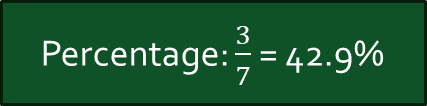 Percentage: 3/7 = 42.9%